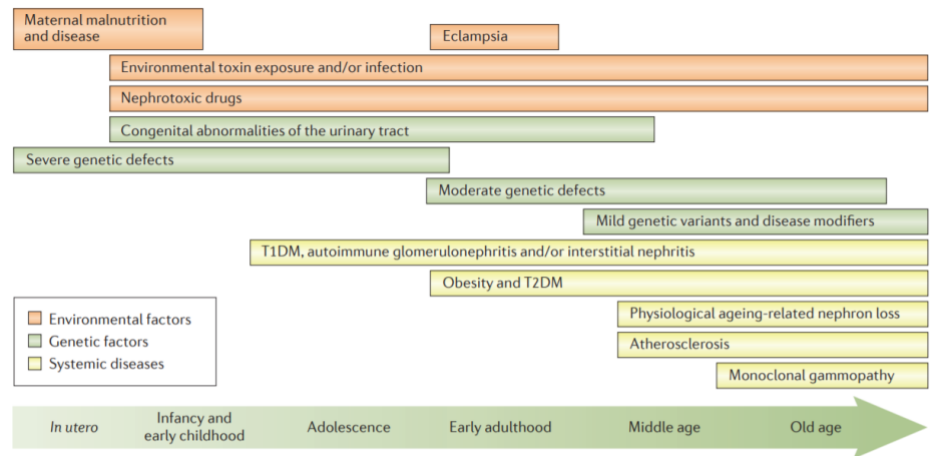 Maternal malnutrition
and disease
Eclampsia
Environmental toxin exposure and/or infection
Nephrotoxic drugs
Congenital abnormalities of the urinary tract
Severe genetic defects
Moderate genetic defects
Mild genetic variants and disease modifiers
T1DM, autoimmune glomerulonephritis and/or interstitial nephritis
Obesity and T2DM
Physiological ageing-related nephron loss
Atherosclerosis
Monoclonal gammopathy
Environmental factors
Genetic factors
Systemic diseases
In utero
Infancy and
early childhood
Adolescence
Early adulthood
Middle age
Old age